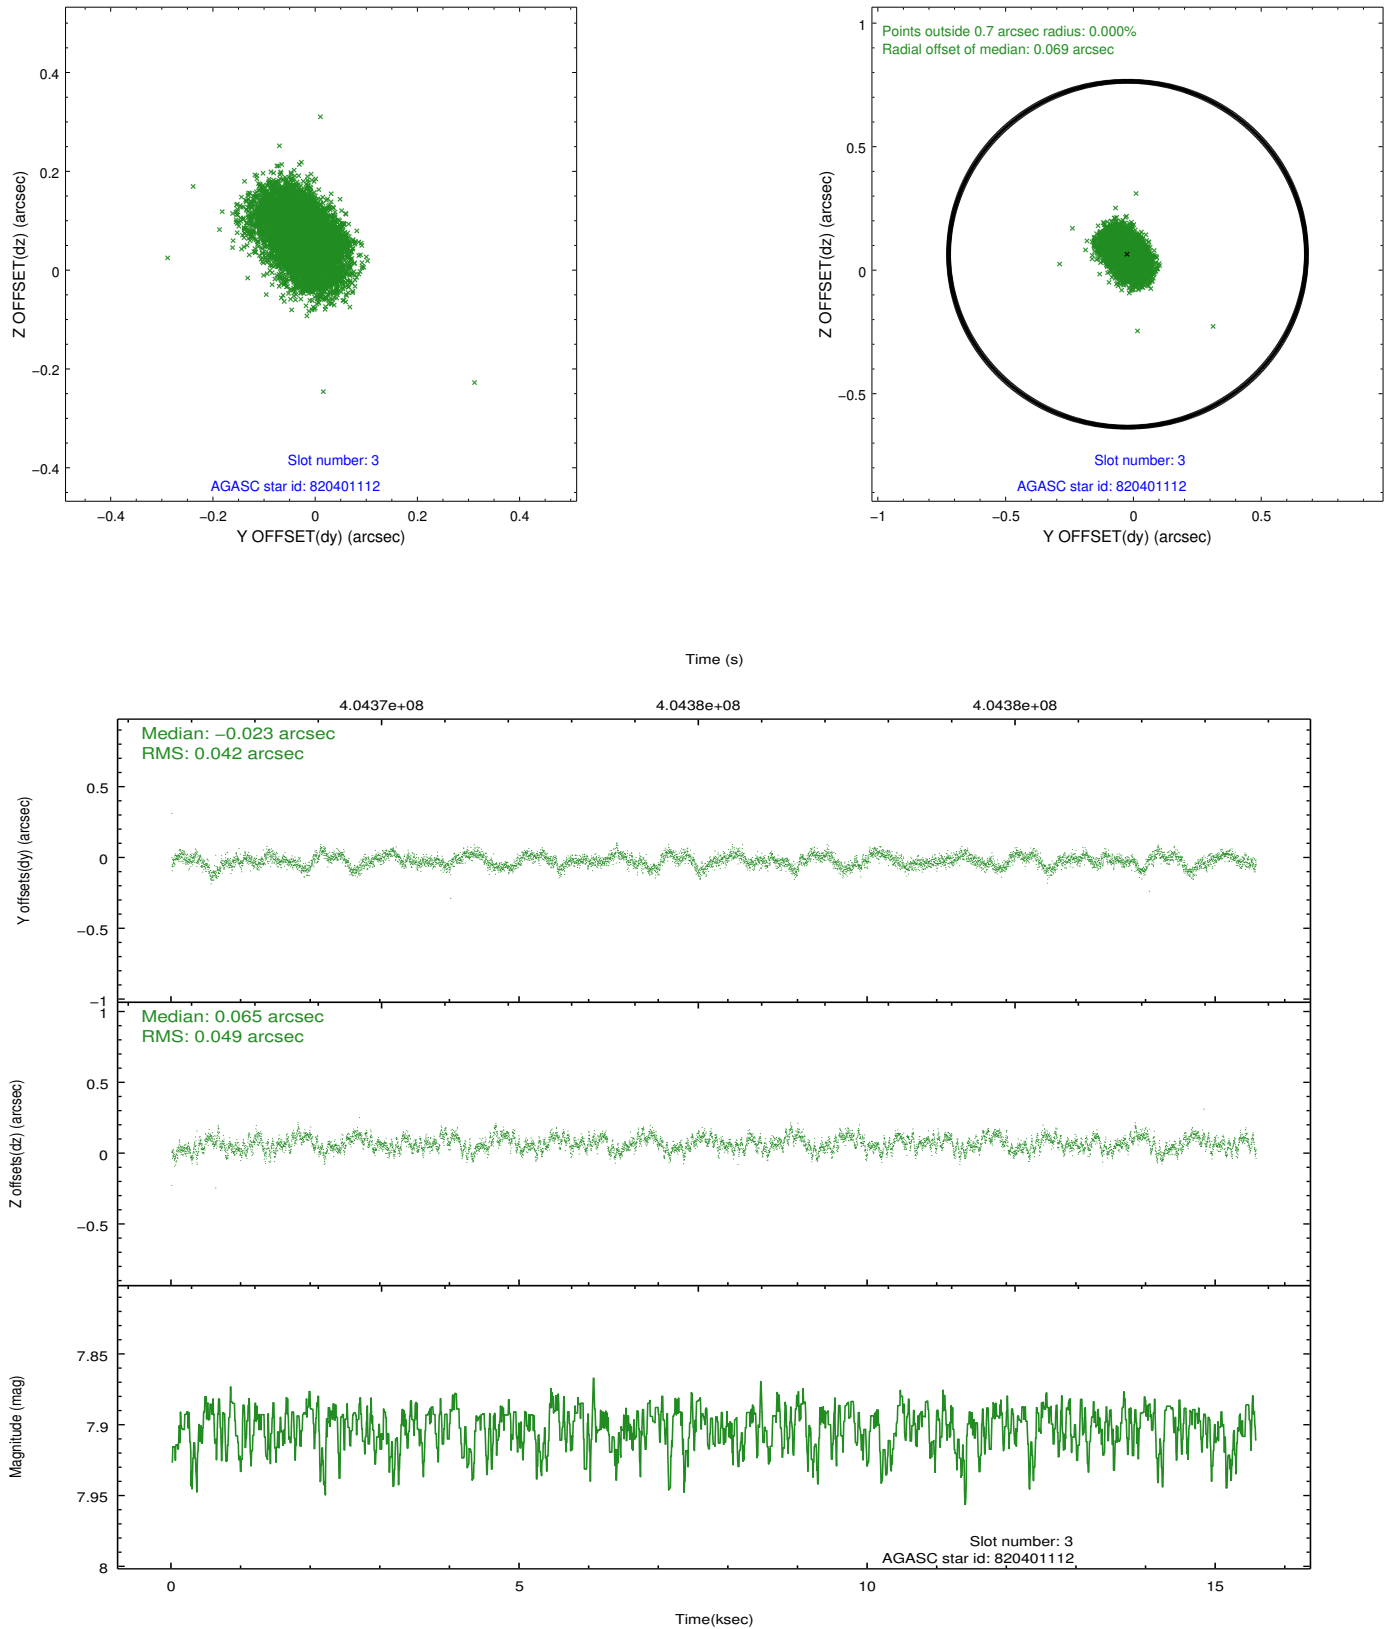 0.4
0.2
0
−0.2
−0.4
Z OFFSET(dz) (arcsec)
−0.4
−0.2
0
0.2
0.4
Y OFFSET(dy) (arcsec)
Slot number: 3
AGASC star id: 820401112
Points outside 0.7 arcsec radius: 0.000%
Radial offset of median: 0.069 arcsec
1
0.5
0
−0.5
Z OFFSET(dz) (arcsec)
−1
−0.5
0
0.5
Y OFFSET(dy) (arcsec)
Slot number: 3
AGASC star id: 820401112
Time (s)
4.0437e+08
4.0438e+08
4.0438e+08
Median: −0.023 arcsec
RMS: 0.042 arcsec
0.5
0
−0.5
−1
Y offsets(dy) (arcsec)
Median: 0.065 arcsec
RMS: 0.049 arcsec
1
0.5
0
−0.5
Z offsets(dz) (arcsec)
7.85
7.9
7.95
8
Magnitude (mag)
Slot number: 3
AGASC star id: 820401112
0
5
10
15
Time(ksec)